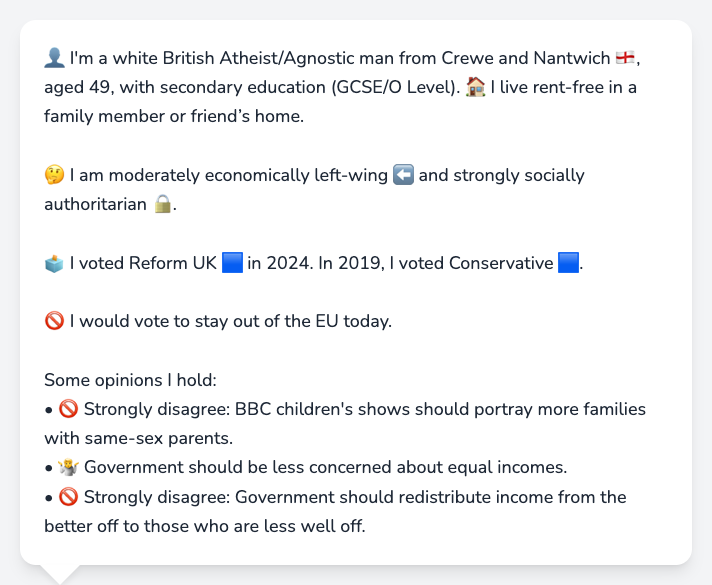 👤 I'm a white British Atheist/Agnostic man from Crewe and Nantwich 🏴󠁧󠁢󠁥󠁮󠁧󠁿,
aged 49, with secondary education (GCSE/O Level). 🏠 I live rent-free in a
family member or friend’s home.
🤔 I am moderately economically left-wing ⬅️ and strongly socially
authoritarian 🔒.
🗳️ I voted Reform UK 🟦 in 2024. In 2019, I voted Conservative 🟦.
🚫 I would vote to stay out of the EU today.
Some opinions I hold:
• 🚫 Strongly disagree: BBC children's shows should portray more families
with same-sex parents.
• 🤷 Government should be less concerned about equal incomes.
• 🚫 Strongly disagree: Government should redistribute income from the
better off to those who are less well off.